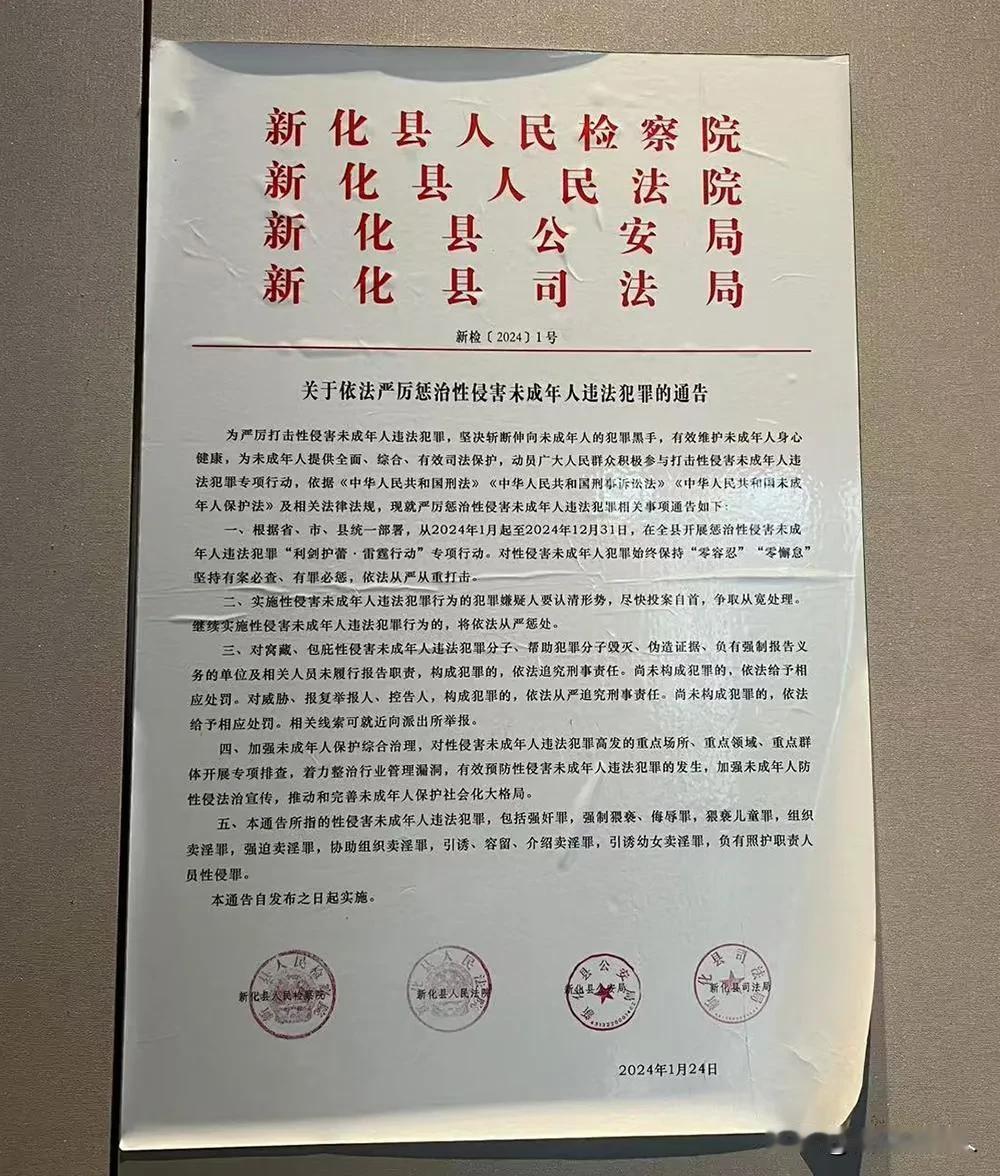 新化县人民检察院
新化县人民法院
新化县公安局
新化县司法局
新检〔2024〕1号
关于依法严厉惩治性侵害未成年人违法犯罪的通告
为严厉打击性侵害未成年人违法犯罪，坚决斩断伸向未成年人的犯罪黑手，有效维护未成年人身心
健康，为未成年人提供全面、综合、有效司法保护，动员广大人民群众积极参与打击性侵害未成年人违
法犯罪专项行动，依据《中华人民共和国刑法》《中华人民共和国刑事诉讼法》《中华人民共和国未成
年人保护法》及相关法律法规，现就严厉惩治性侵害未成年人违法犯罪相关事项通告如下：
一、根据省、市、县统一部署，从2024年1月起至2024年12月31日，在全县开展惩治性侵害未成
年人违法犯罪“利剑护蕾·雷霆行动”专项行动。对性侵害未成年人犯罪始终保持“零容忍”“零懈怠”
坚持有案必查、有罪必惩，依法从严从重打击。
二、实施性侵害未成年人违法犯罪行为的犯罪嫌疑人要认清形势，尽快投案自首，争取从宽处理。
继续实施性侵害未成年人违法犯罪行为的，将依法从严惩处。
三、对窝藏、包庇性侵害未成年人违法犯罪分子、帮助犯罪分子毁灭、伪造证据、负有强制报告义
务的单位及相关人员未履行报告职责，构成犯罪的，依法追究刑事责任。尚未构成犯罪的，依法给予相
应处罚。对威胁、报复举报人、控告人，构成犯罪的，依法从严追究刑事责任。尚未构成犯罪的，依法
给予相应处罚。相关线索可就近向派出所举报。
四、加强未成年人保护综合治理，对性侵害未成年人违法犯罪高发的重点场所、重点领域、重点群
体开展专项排查，着力整治行业管理漏洞，有效预防性侵害未成年人违法犯罪的发生，加强未成年人防
性侵法治宣传，推动和完善未成年人保护社会化大格局。
五、本通告所指的性侵害未成年人违法犯罪，包括强奸罪，强制猥亵、侮辱罪，猥亵儿童罪，组织
卖淫罪，强迫卖淫罪，协助组织卖淫罪，引诱、容留、介绍卖淫罪，引诱幼女卖淫罪，负有照护职责人
员性侵罪。
本通告自发布之日起实施。
新化县人民检察院
新化县人民法院
新化县公安局
新化县司法局
2024年1月24日